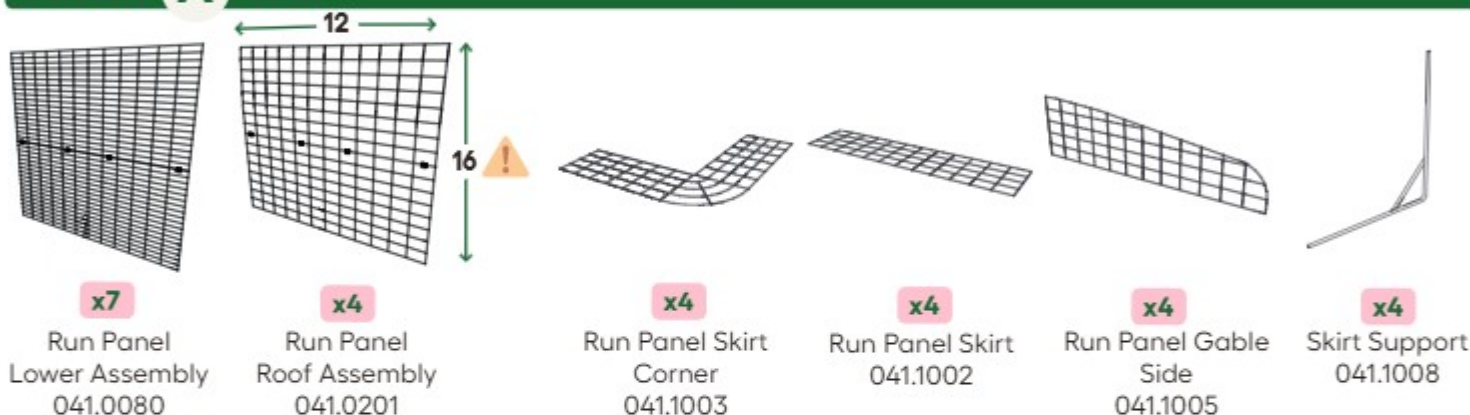 12
16
x7
Run Panel
Lower Assembly
041.0080
x4
Run Panel
Roof Assembly
041.0201
x4
Run Panel Skirt
Corner
041.1003
x4
Run Panel Skirt
041.1002
x4
Run Panel Gable
Side
041.1005
x4
Skirt Support
041.1008